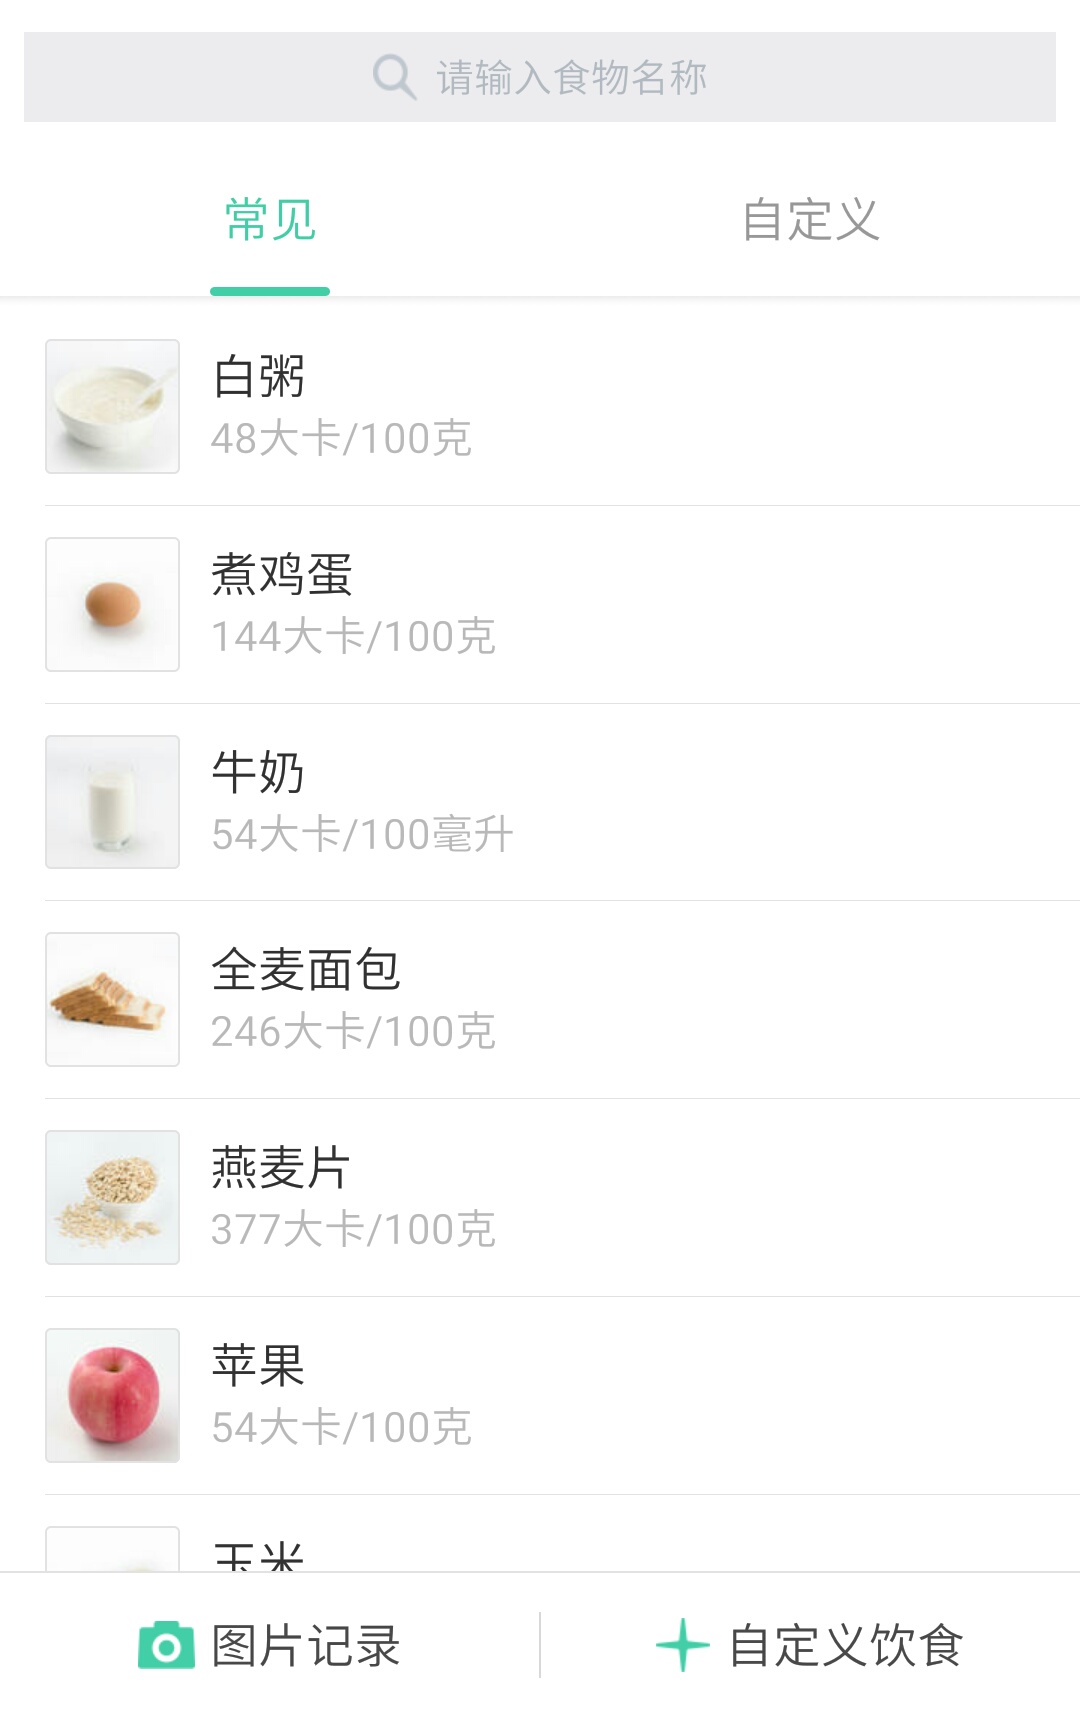 请输入食物名称
常见
自定义
白粥
48大卡/100克
煮鸡蛋
144大卡/100克
牛奶
54大卡/100毫升
全麦面包
246大卡/100克
燕麦片
377大卡/100克
苹果
54大卡/100克
玉米
图片记录
自定义饮食